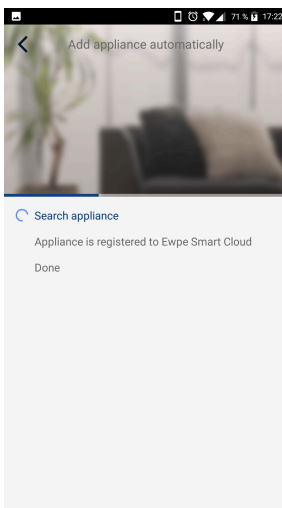 71 % 17:22
Add appliance automatically
Search appliance
Appliance is registered to Ewpe Smart Cloud
Done